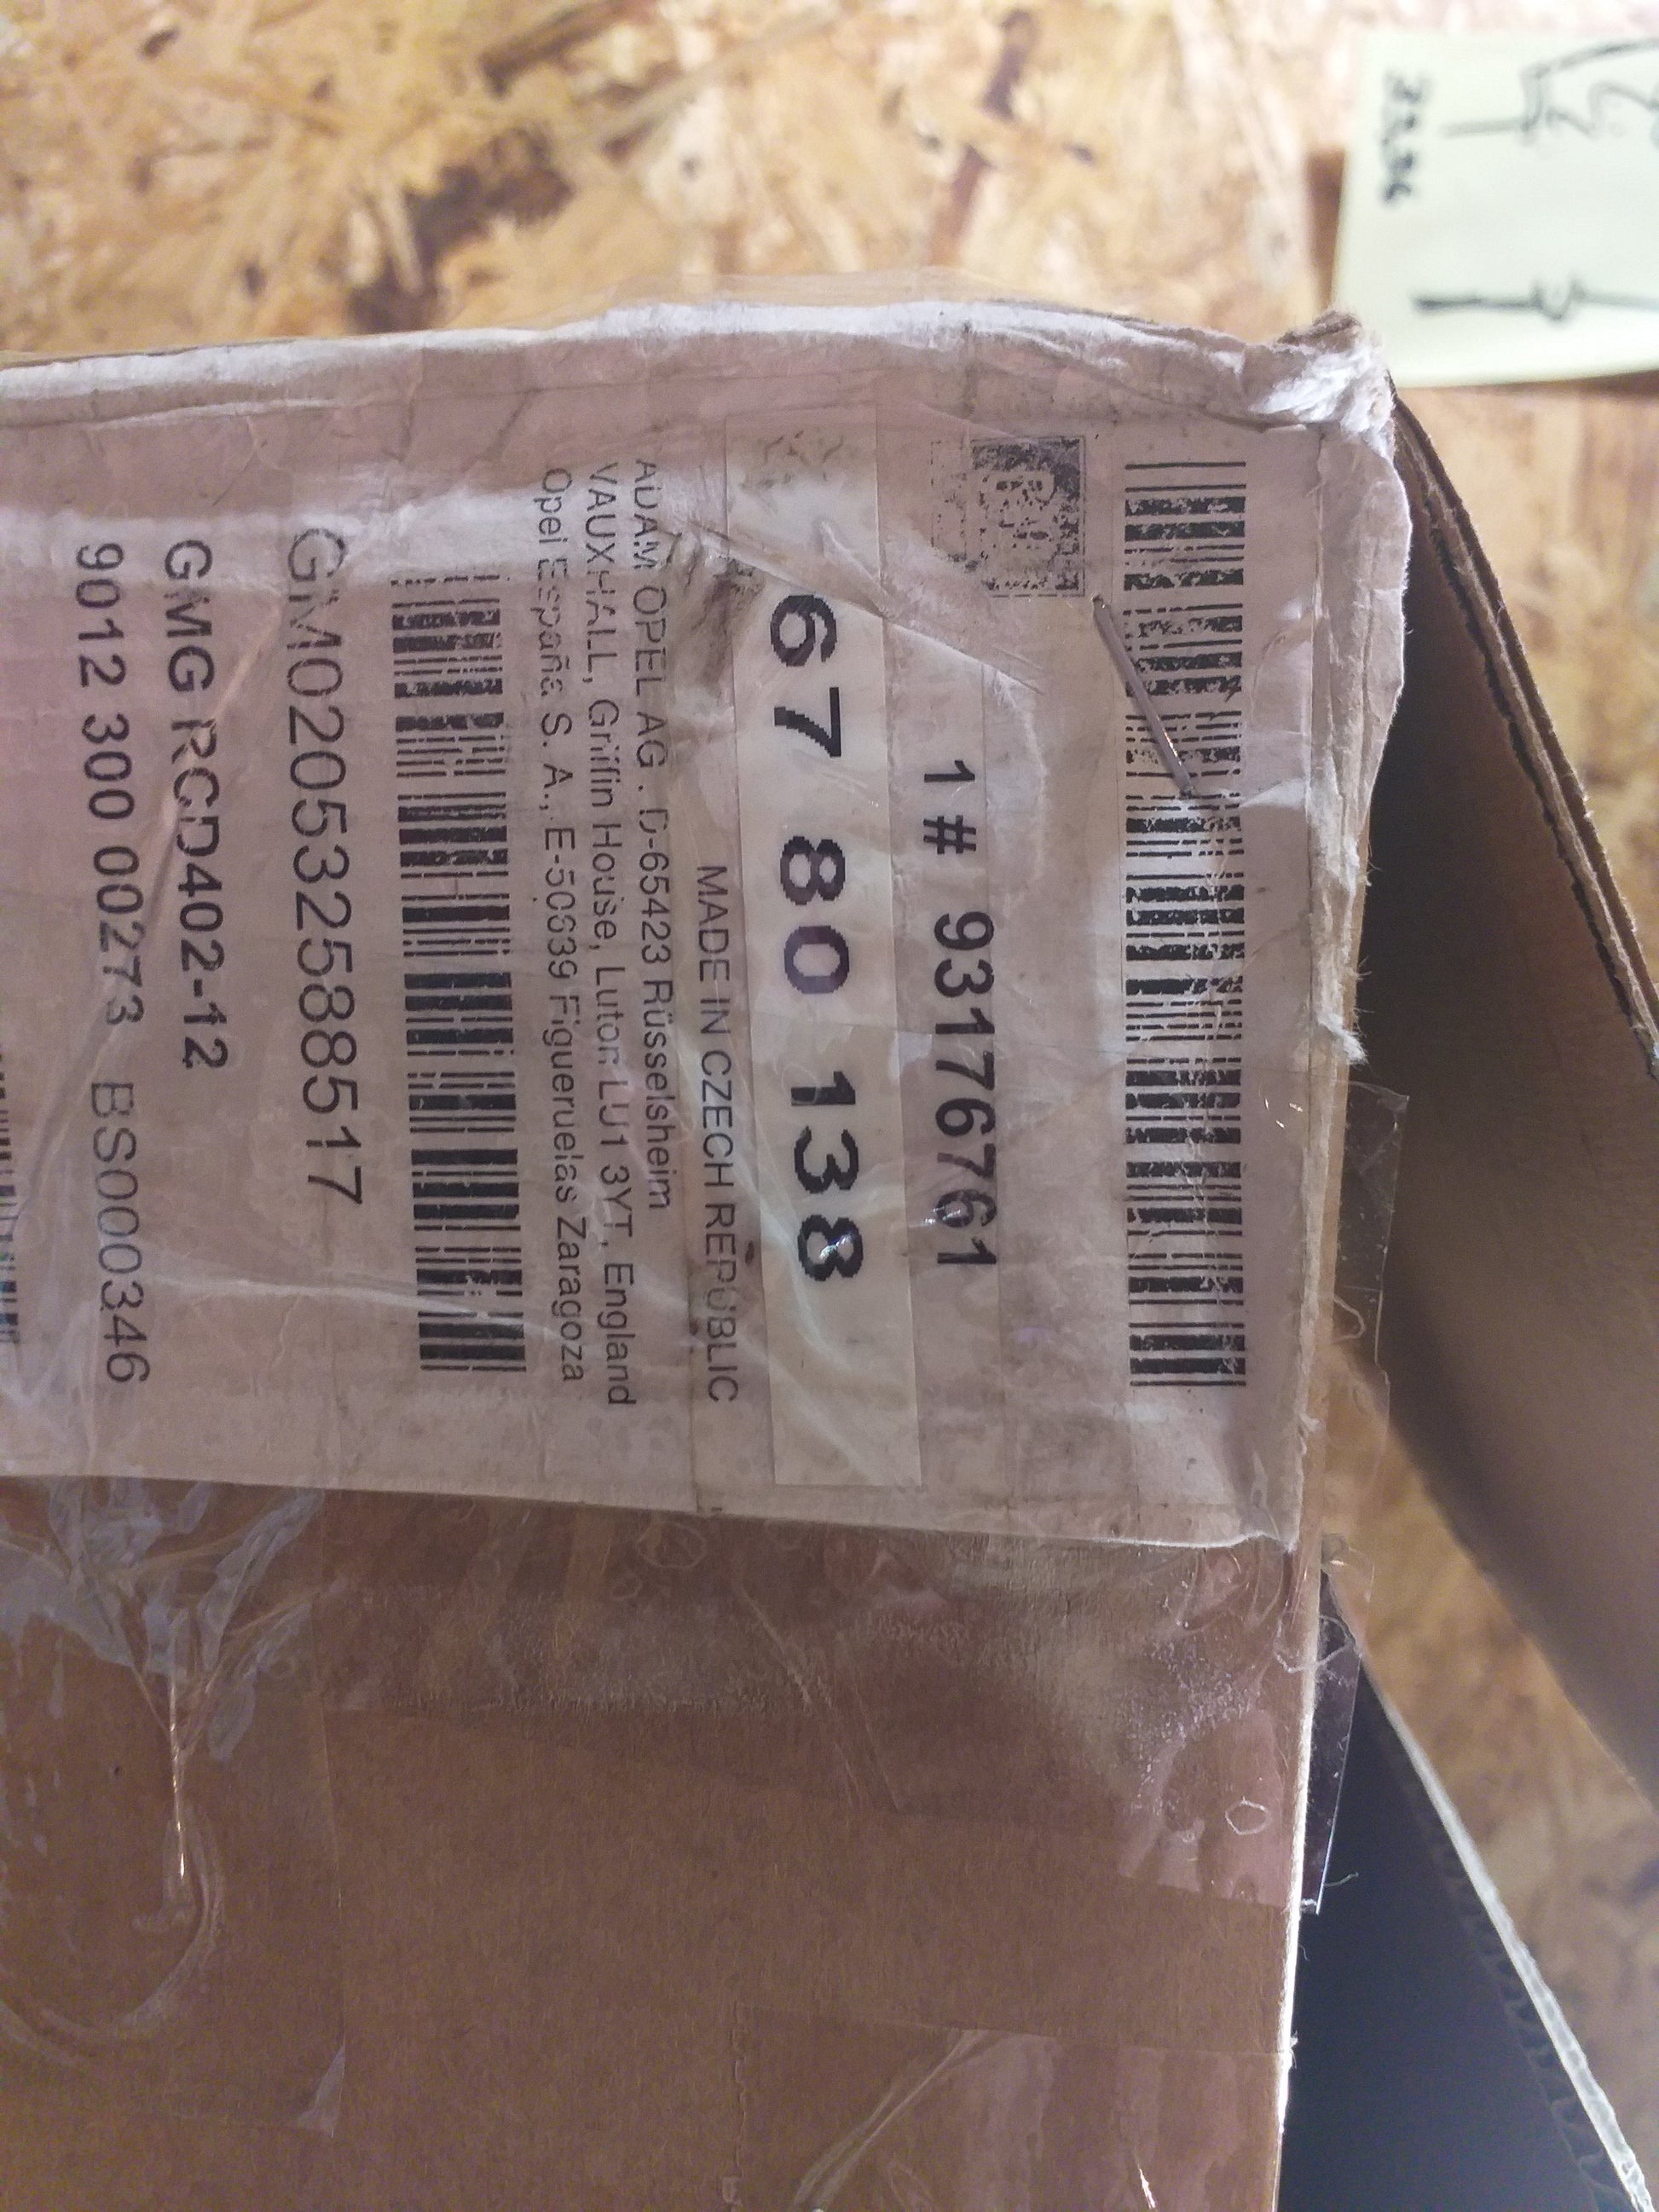 1# 93176761
67 80 138
MADE IN CZECH REPUBLIC
ADAM OPEL AG . D-65423 Rüsselsheim
VAUXHALL, Griffin House, Luton LU1 3YT, England
Opel España S. A., E-50639 Figueruelas Zaragoza
GM020532588517
GMG RCD402-12
9012 300 00273 BS000346